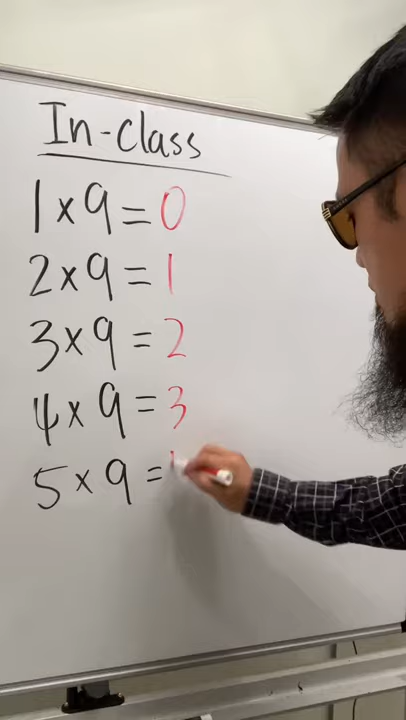 In-class
1 x 9 = 0
2 x 9 = 1
3 x 9 = 2
4 x 9 = 3
5 x 9 =